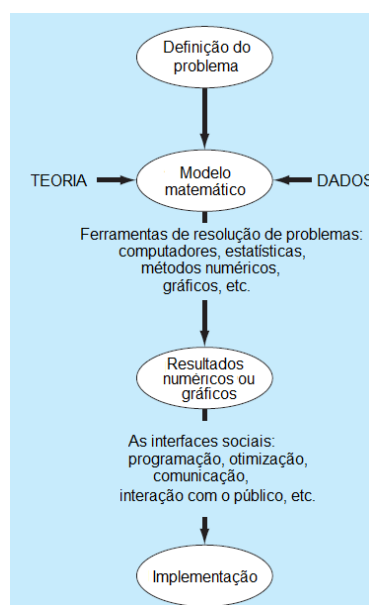 Definição do
problema
TEORIA
Modelo
matemático
DADOS
Ferramentas de resolução de problemas:
computadores, estatísticas,
métodos numéricos,
gráficos, etc.
Resultados
numéricos ou
gráficos
As interfaces sociais:
programação, otimização,
comunicação,
interação com o público, etc.
Implementação